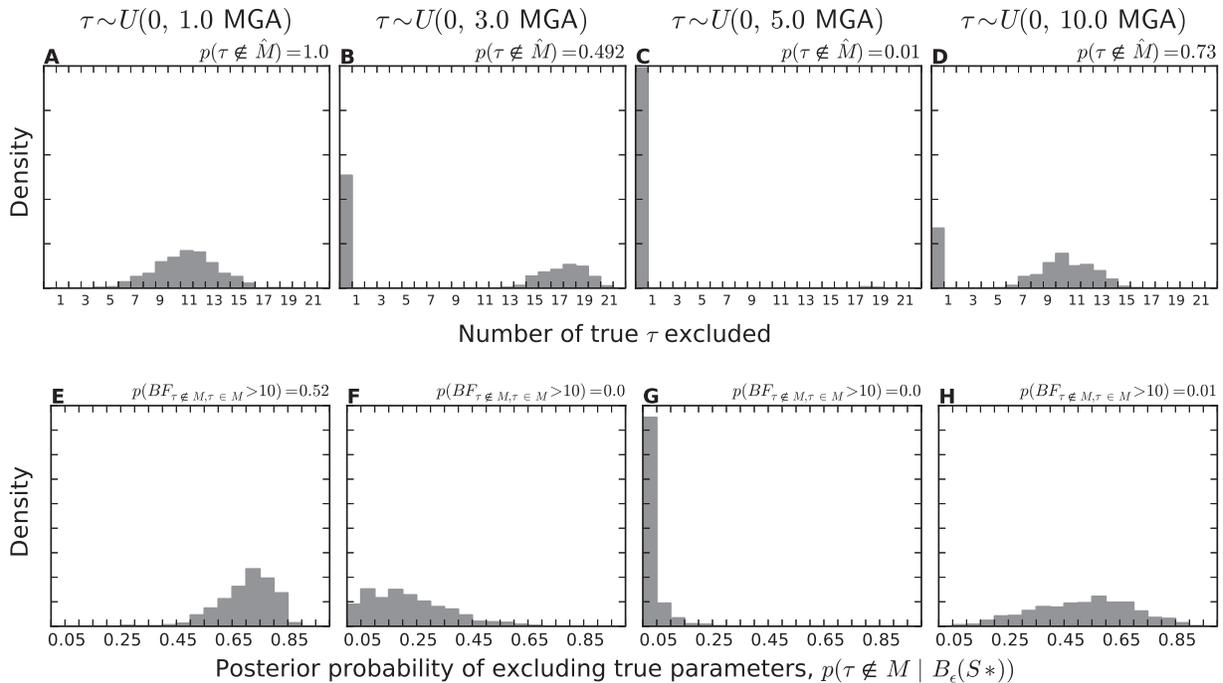 τ∼U(0, 1.0 MGA) τ∼U(0, 3.0 MGA) τ∼U(0, 5.0 MGA) τ∼U(0, 10.0 MGA)
A p(τ ∉ M̂)=1.0 B p(τ ∉ M̂)=0.492 C p(τ ∉ M̂)=0.01 D p(τ ∉ M̂)=0.73
Density
1 3 5 7 9 11 13 15 17 19 21 1 3 5 7 9 11 13 15 17 19 21 1 3 5 7 9 11 13 15 17 19 21 1 3 5 7 9 11 13 15 17 19 21
Number of true τ excluded
E p(BF_{τ ∉ M,τ ∈ M}>10)=0.52 F p(BF_{τ ∉ M,τ ∈ M}>10)=0.0 G p(BF_{τ ∉ M,τ ∈ M}>10)=0.0 H p(BF_{τ ∉ M,τ ∈ M}>10)=0.01
Density
0.05 0.25 0.45 0.65 0.85 0.05 0.25 0.45 0.65 0.85 0.05 0.25 0.45 0.65 0.85 0.05 0.25 0.45 0.65 0.85
Posterior probability of excluding true parameters, p(τ ∉ M | B_ϵ(S*))